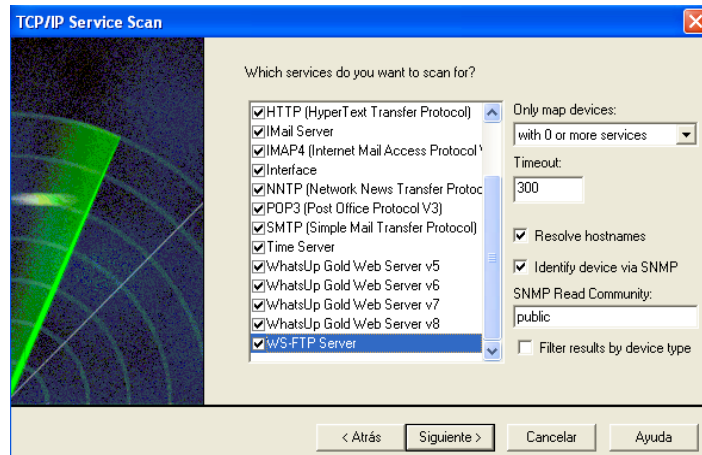 TCP/IP Service Scan
Which services do you want to scan for?
HTTP (HyperText Transfer Protocol)
IMail Server
IMAP4 (Internet Mail Access Protocol V
Interface
NNTP (Network News Transfer Protoc
POP3 (Post Office Protocol V3)
SMTP (Simple Mail Transfer Protocol)
Time Server
WhatsUp Gold Web Server v5
WhatsUp Gold Web Server v6
WhatsUp Gold Web Server v7
WhatsUp Gold Web Server v8
WS-FTP Server
Only map devices:
with 0 or more services
Timeout:
300
Resolve hostnames
Identify device via SNMP
SNMP Read Community:
public
Filter results by device type
< Atrás
Siguiente >
Cancelar
Ayuda